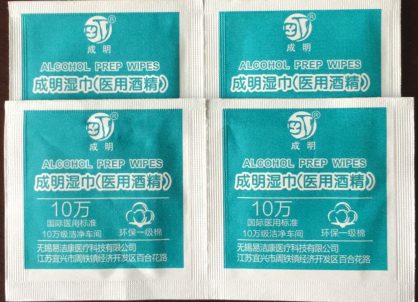 成明
ALCOHOL PREP WIPES
成明湿巾(医用酒精)
成明
ALCOHOL PREP WIPES
成明湿巾(医用酒精)
成明
ALCOHOL PREP WIPES
成明湿巾(医用酒精)
10万
国际医用标准
10万级洁净车间
环保一级棉
无锡易洁康医疗科技有限公司
江苏宜兴市周铁镇经济开发区百合花路
成明
ALCOHOL PREP WIPES
成明湿巾(医用酒精)
10万
国际医用标准
10万级洁净车间
环保一级棉
无锡易洁康医疗科技有限公司
江苏宜兴市周铁镇经济开发区百合花路